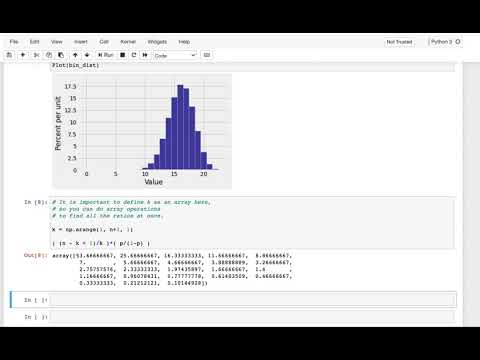 File Edit View Insert Cell Kernel Widgets Help Not Trusted Python 3
Run Code
Plot(bin_dist)
17.5
15
12.5
10
7.5
5
2.5
0
Percent per unit
0 5 10 15 20
Value
In [8]: # It is important to define k as an array here,
# so you can do array operations
# to find all the ratios at once.
k = np.arange(1, n+1, 1)
( (n - k + 1)/k )*( p/(1-p) )
Out[8]: array([53.66666667, 25.66666667, 16.33333333, 11.66666667, 8.86666667,
7. , 5.66666667, 4.66666667, 3.88888889, 3.26666667,
2.75757576, 2.33333333, 1.97435897, 1.66666667, 1.4 ,
1.16666667, 0.96078431, 0.77777778, 0.61403509, 0.46666667,
0.33333333, 0.21212121, 0.10144928])
In [ ]:
In [ ]: